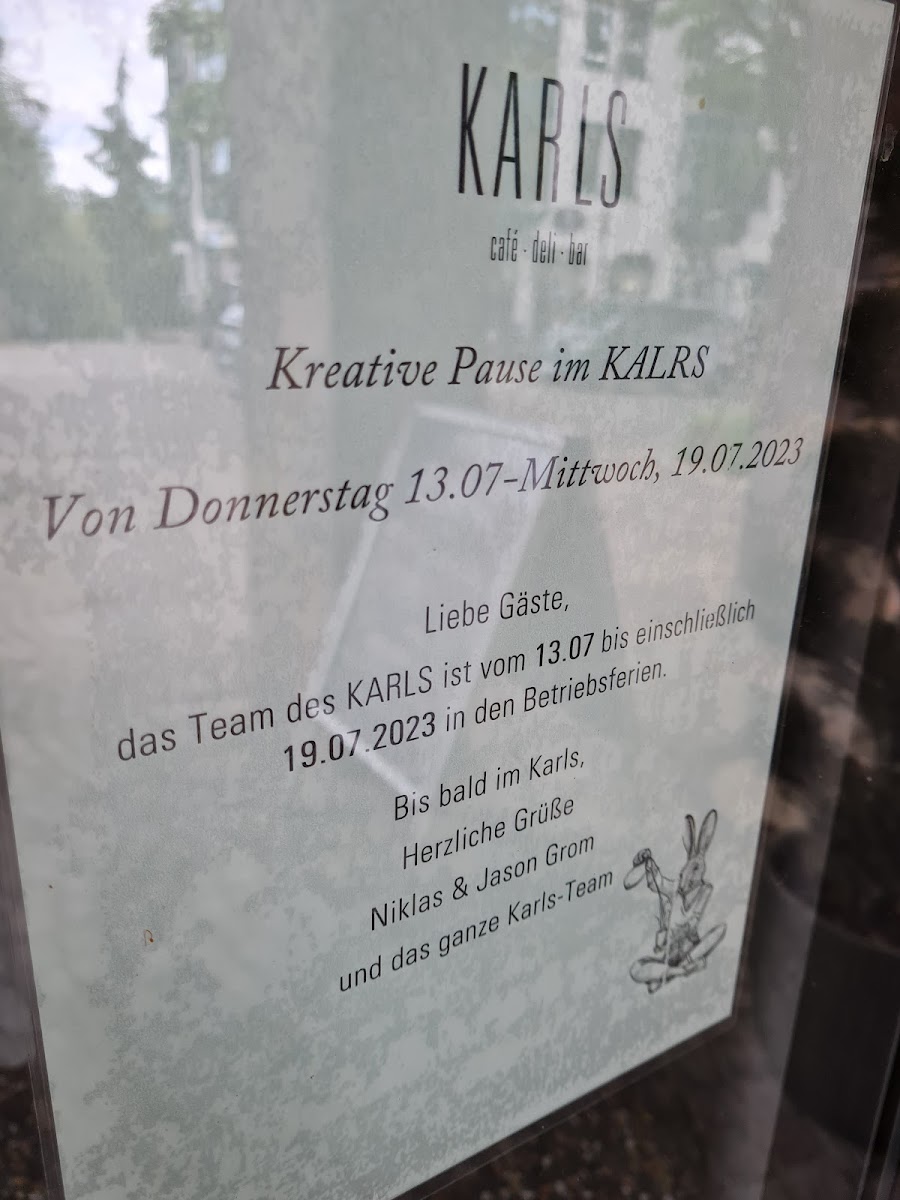 KARLS
café · deli · bar
Kreative Pause im KALRS
Von Donnerstag 13.07-Mittwoch, 19.07.2023
Liebe Gäste,
das Team des KARLS ist vom 13.07 bis einschließlich
19.07.2023 in den Betriebsferien.
Bis bald im Karls,
Herzliche Grüße
Niklas & Jason Grom
und das ganze Karls-Team